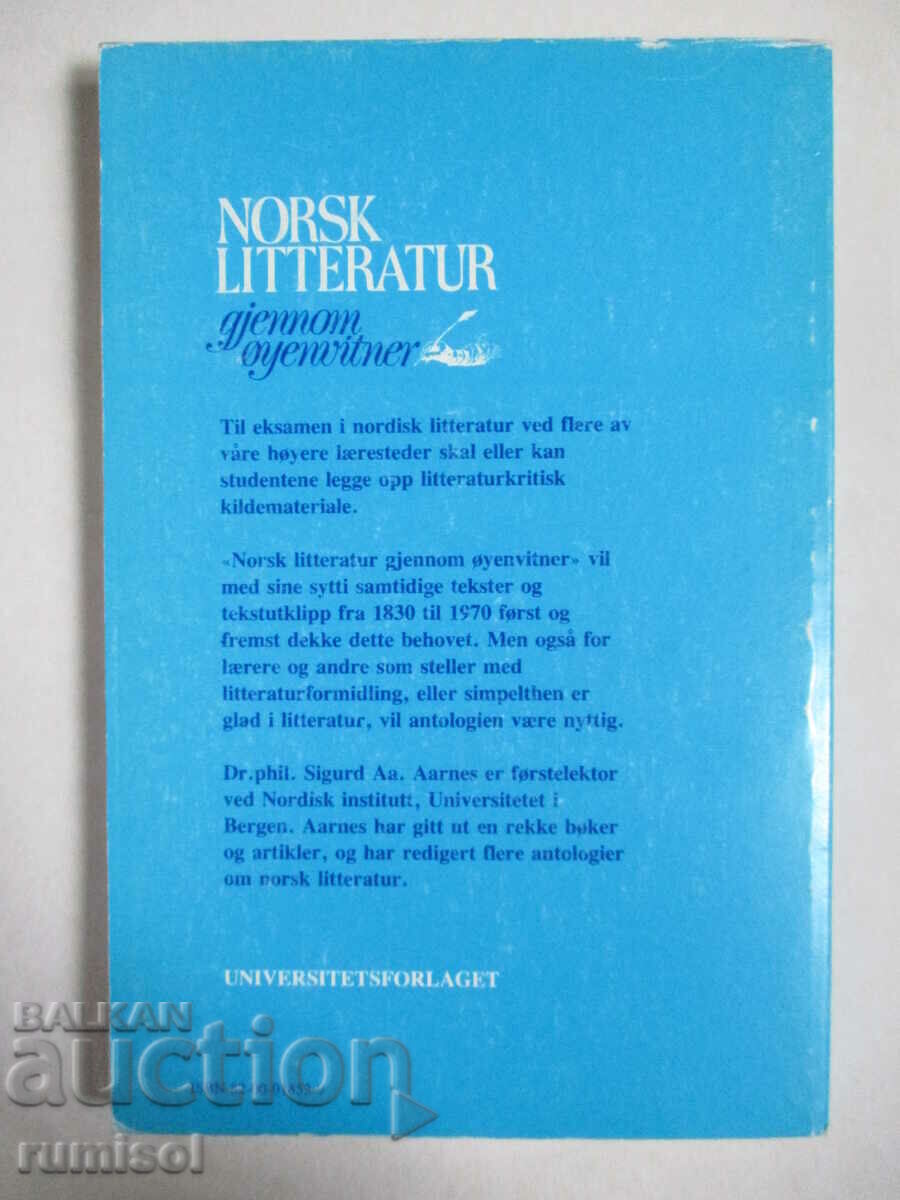 NORSK
LITTERATUR
gjennom
øyenvitner
Til eksamen i nordisk litteratur ved flere av
våre høyere læresteder skal eller kan
studentene legge opp litteraturkritisk
kildemateriale.
«Norsk litteratur gjennom øyenvitner» vil
med sine sytti samtidige tekster og
tekstutklipp fra 1830 til 1970 først og
fremst dekke dette behovet. Men også for
lærere og andre som steller med
litteraturformidling, eller simpelthen er
glad i litteratur, vil antologien være nyttig.
Dr.phil. Sigurd Aa. Aarnes er førstelektor
ved Nordisk institutt, Universitetet i
Bergen. Aarnes har gitt ut en rekke bøker
og artikler, og har redigert flere antologier
om norsk litteratur.
UNIVERSITETSFORLAGET
BALKAN
auction
ISBN
rumisol